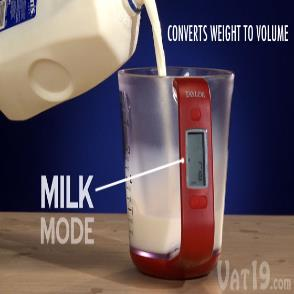 CONVERTS WEIGHT TO VOLUME
TAYLOR
MILK
MODE
Vat19.com